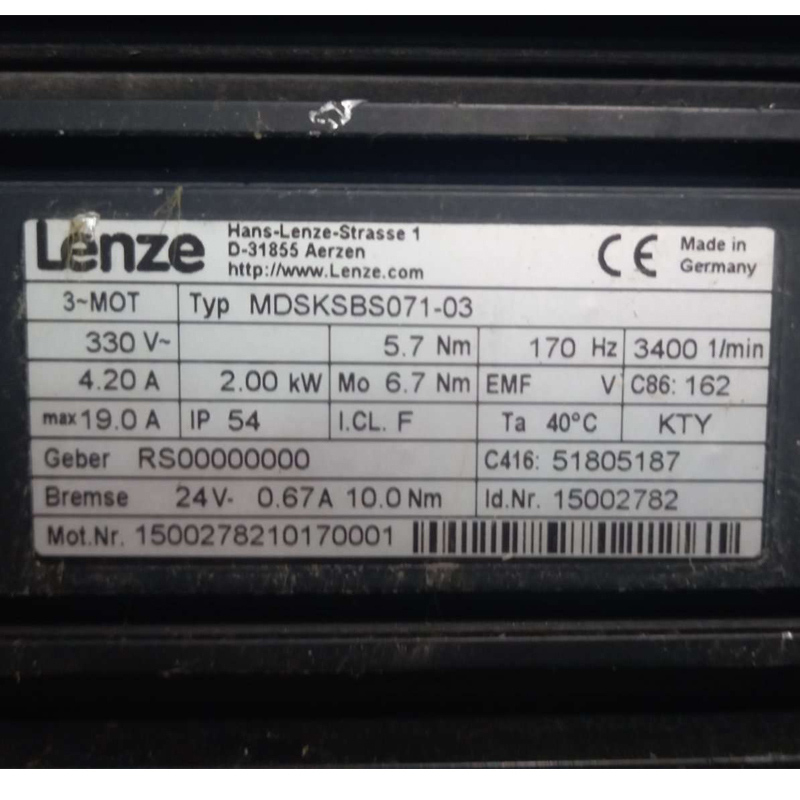 Lenze
Hans-Lenze-Strasse 1
D-31855 Aerzen
http://www.Lenze.com
CE
Made in
Germany
3~MOT Typ MDSKSBS071-03
330 V~ 5.7 Nm 170 Hz 3400 1/min
4.20 A 2.00 kW Mo 6.7 Nm EMF V C86: 162
max 19.0 A IP 54 I.CL. F Ta 40°C KTY
Geber RS00000000 C416: 51805187
Bremse 24V- 0.67A 10.0 Nm Id.Nr. 15002782
Mot.Nr. 1500278210170001